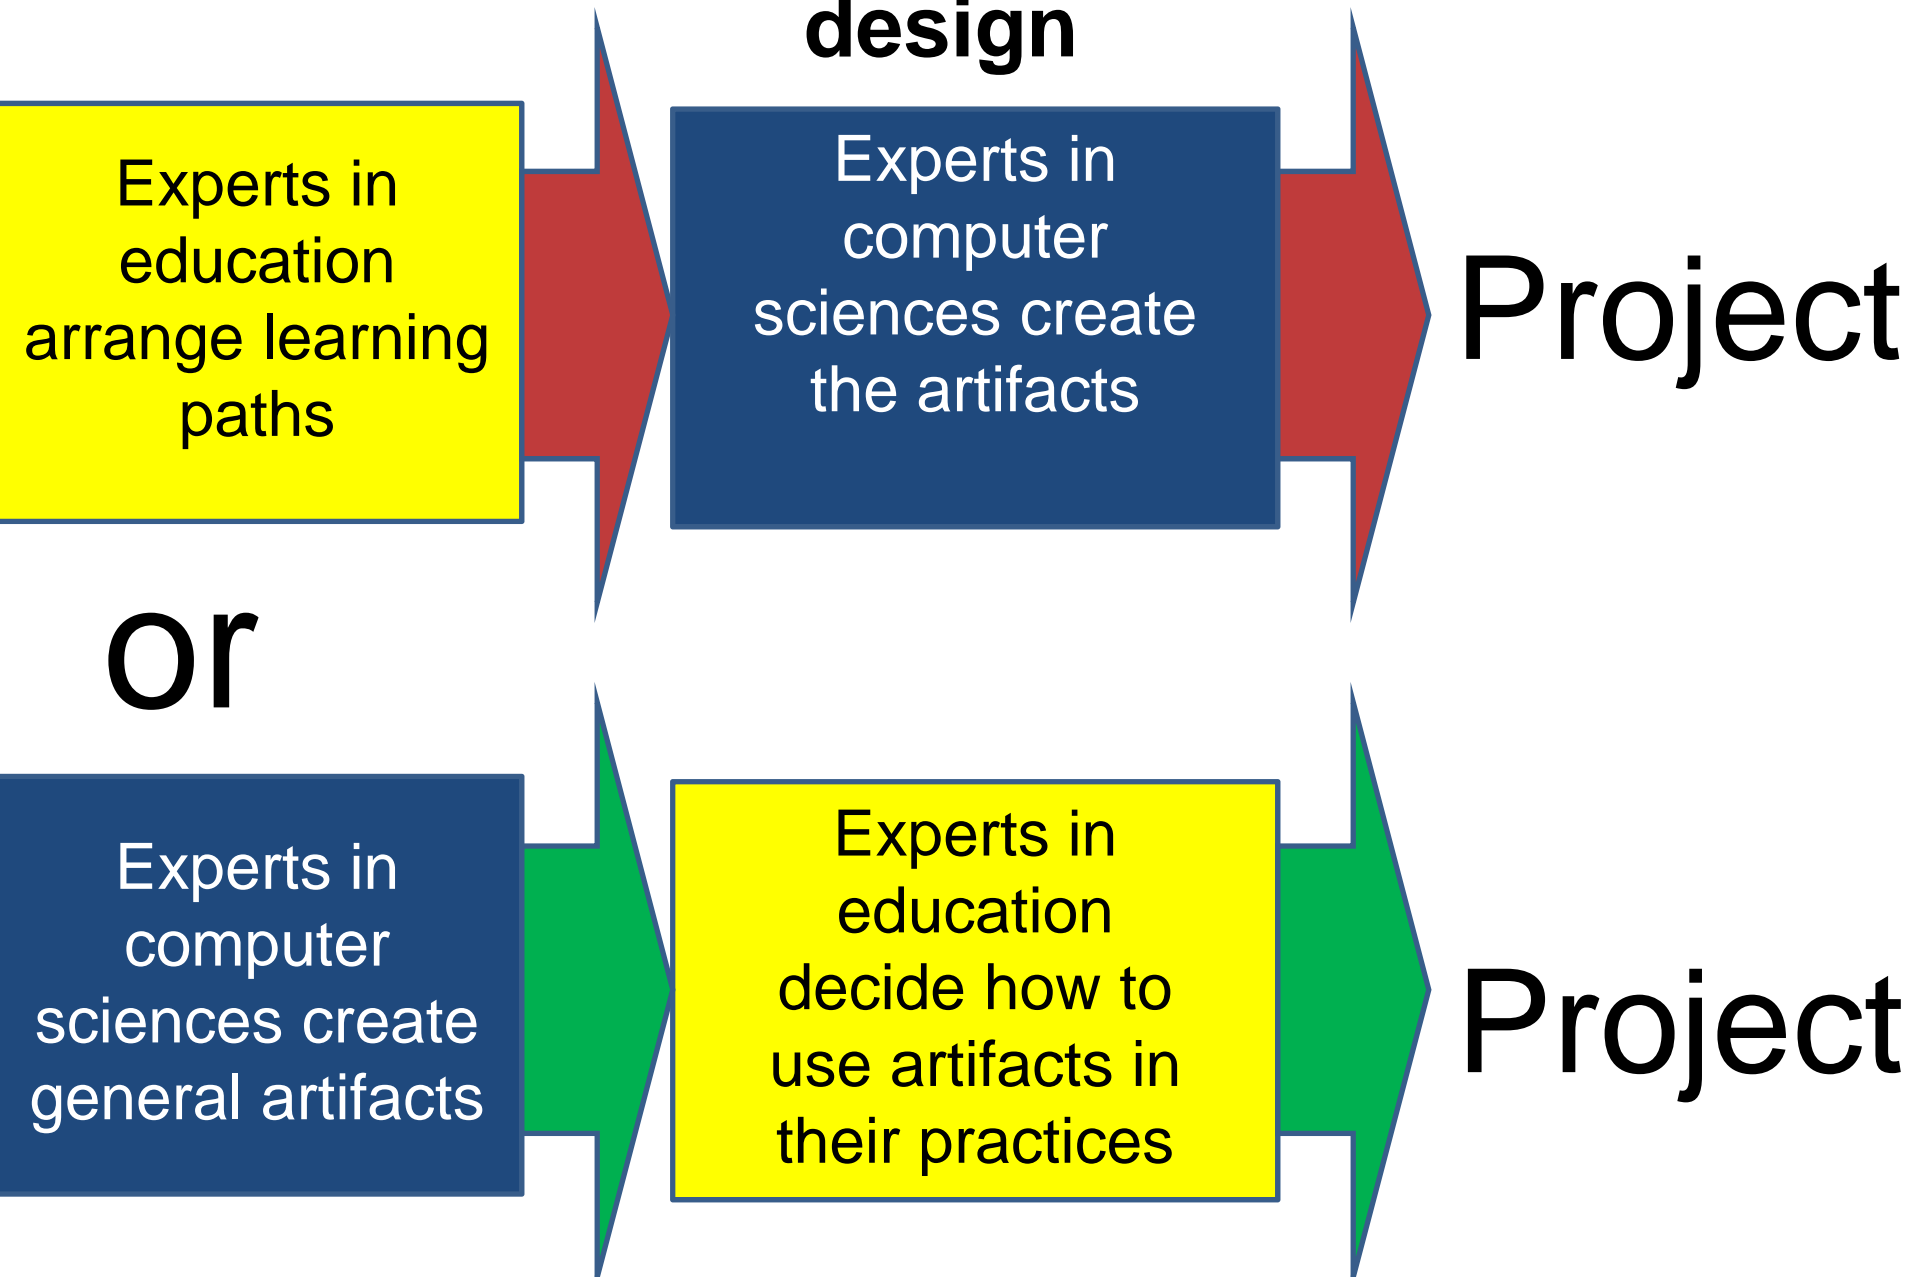 design
Experts in
education
arrange learning
paths
Experts in
computer
sciences create
the artifacts
Project
or
Experts in
computer
sciences create
general artifacts
Experts in
education
decide how to
use artifacts in
their practices
Project